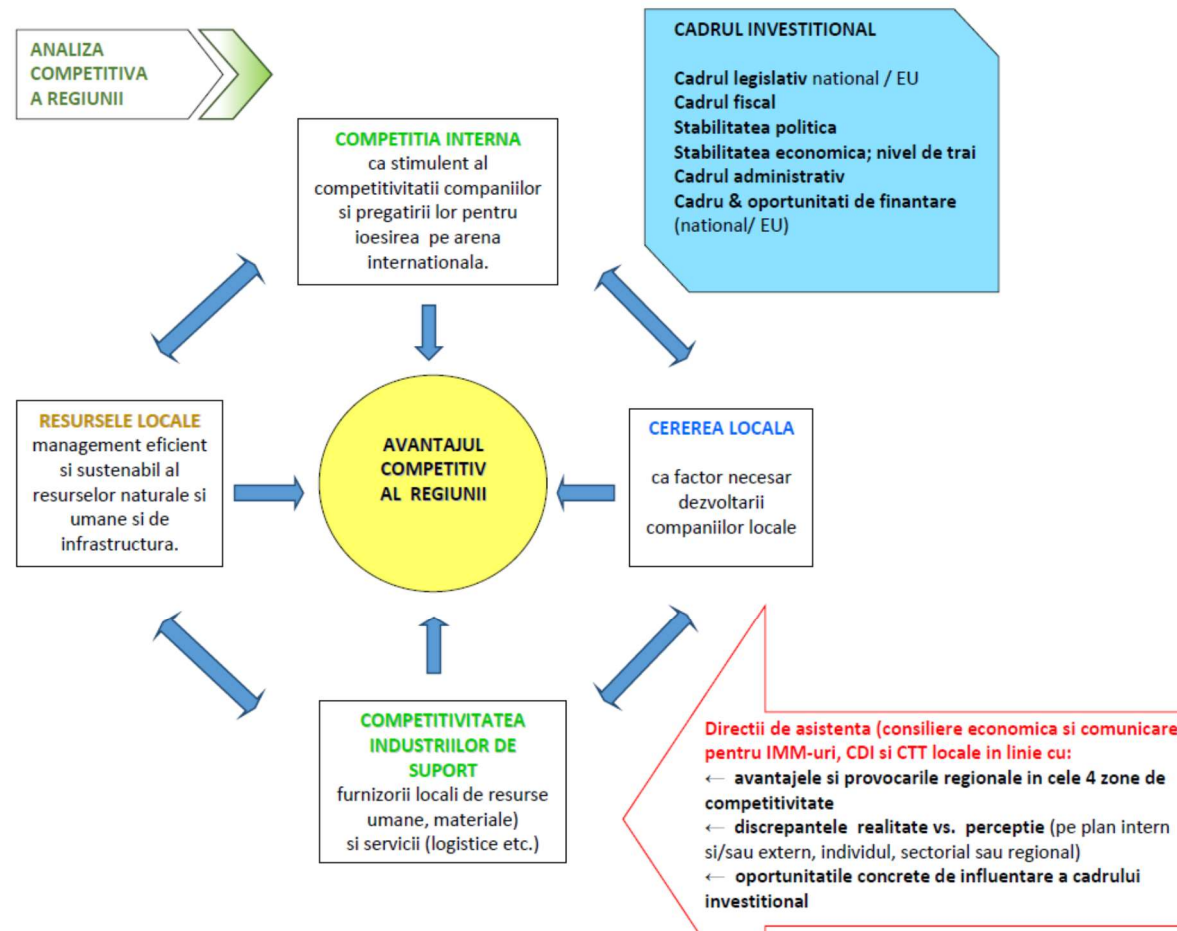 ANALIZA
COMPETITIVA
A REGIUNII
CADRUL INVESTITIONAL
Cadrul legislativ national / EU
Cadrul fiscal
Stabilitatea politica
Stabilitatea economica; nivel de trai
Cadrul administrativ
Cadru & oportunitati de finantare
(national/ EU)
COMPETITIA INTERNA
ca stimulent al
competitivitatii companiilor
si pregatirii lor pentru
ioesirea pe arena
internationala.
RESURSELE LOCALE
management eficient
si sustenabil al
resurselor naturale si
umane si de
infrastructura.
AVANTAJUL
COMPETITIV
AL REGIUNII
CEREREA LOCALA
ca factor necesar
dezvoltarii
companiilor locale
COMPETITIVITATEA
INDUSTRIILOR DE
SUPORT
furnizorii locali de resurse
umane, materiale)
si servicii (logistice etc.)
Directii de asistenta (consiliere economica si comunicare
pentru IMM-uri, CDI si CTT locale in linie cu:
← avantajele si provocarile regionale in cele 4 zone de
competitivitate
← discrepantele realitate vs. perceptie (pe plan intern
si/sau extern, individul, sectorial sau regional)
← oportunitatile concrete de influentare a cadrului
investitional